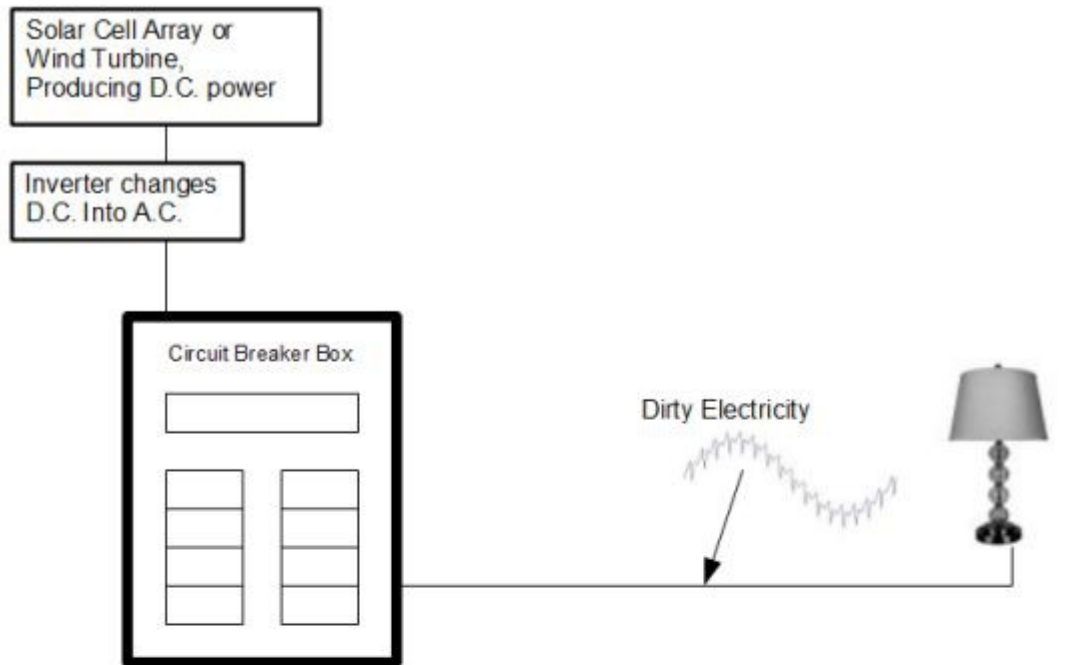 Solar Cell Array or
Wind Turbine,
Producing D.C. power
Inverter changes
D.C. Into A.C.
Circuit Breaker Box
Dirty Electricity